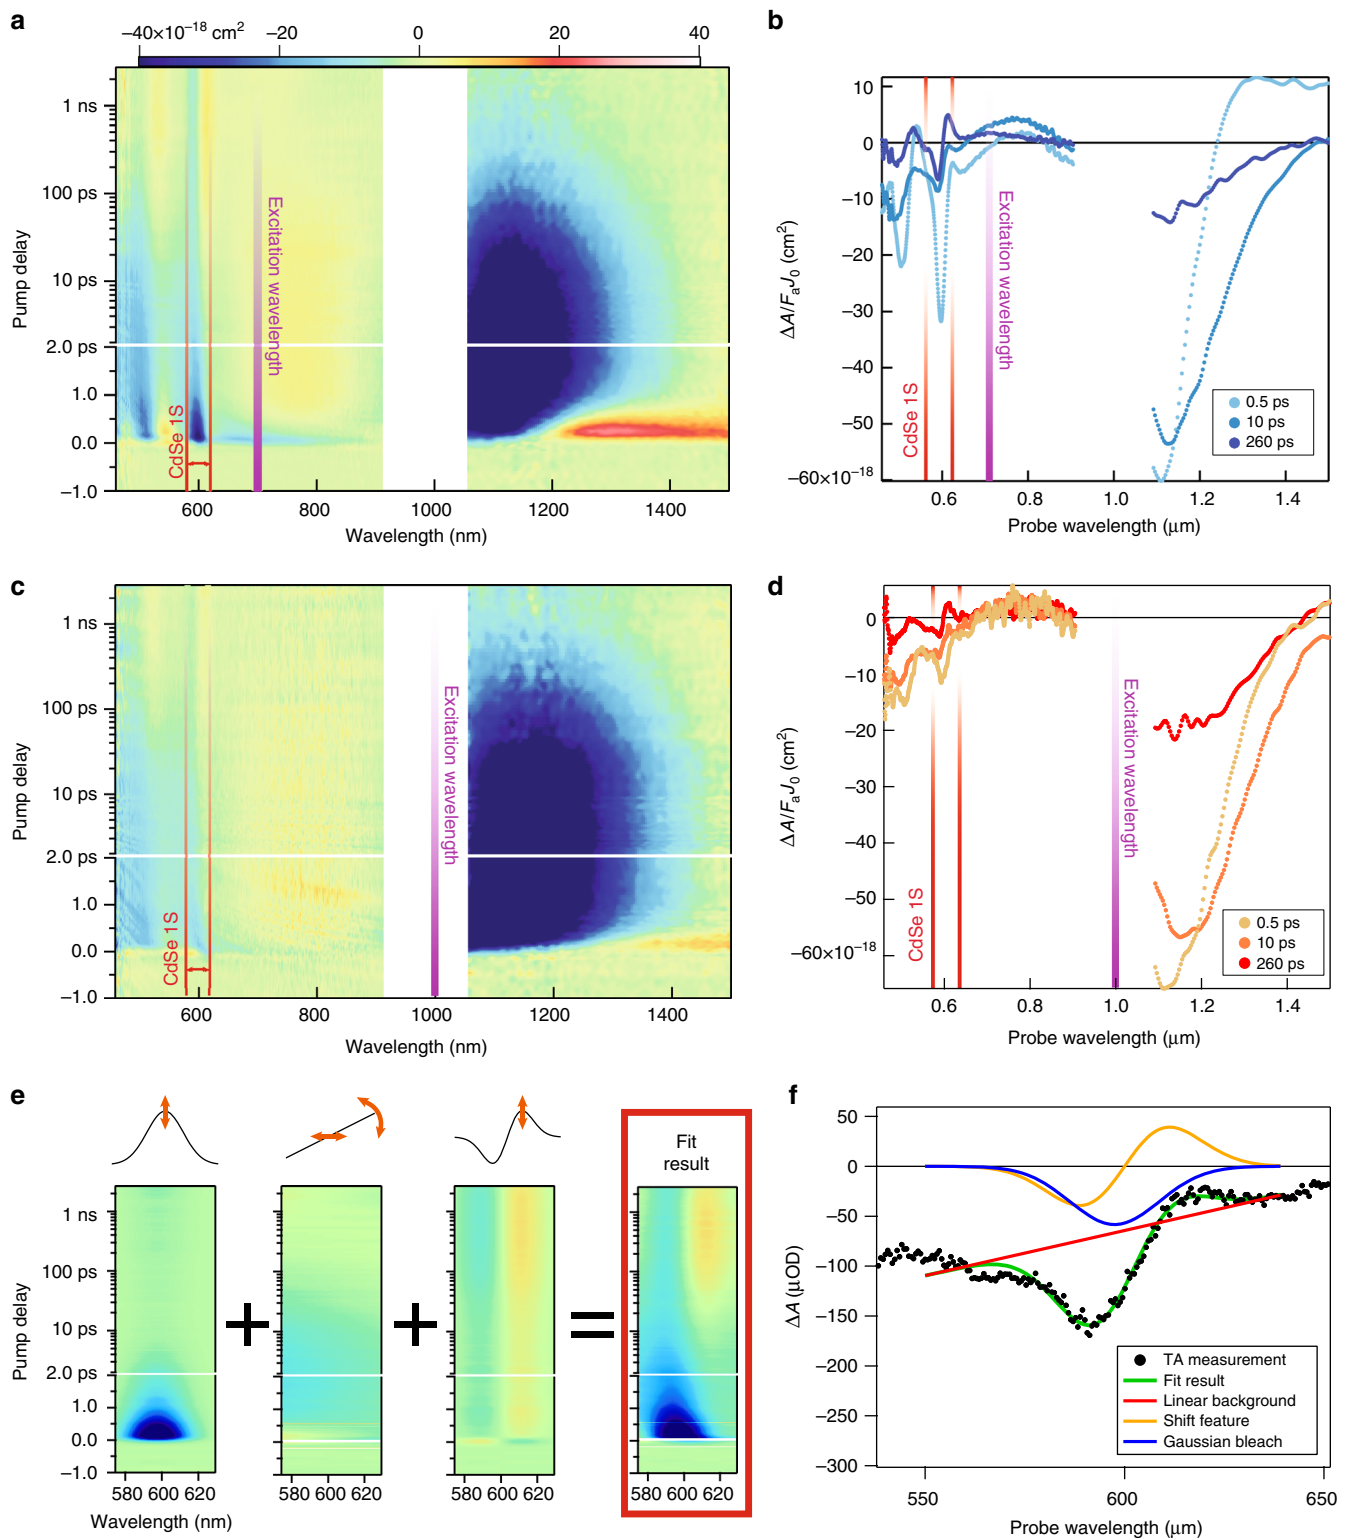 a
−40×10⁻¹⁸ cm² −20 0 20 40
1 ns
100 ps
10 ps
2.0 ps
1.0
0.0
−1.0
Pump delay
CdSe 1S
Excitation wavelength
600 800 1000 1200 1400
Wavelength (nm)
b
10
0
−10
−20
−30
−40
−50
−60×10⁻¹⁸
ΔA/FₐJ₀ (cm²)
CdSe 1S
Excitation wavelength
0.5 ps
10 ps
260 ps
0.6 0.8 1.0 1.2 1.4
Probe wavelength (μm)
c
1 ns
100 ps
10 ps
2.0 ps
1.0
0.0
−1.0
Pump delay
CdSe 1S
Excitation wavelength
600 800 1000 1200 1400
Wavelength (nm)
d
0
−10
−20
−30
−40
−50
−60×10⁻¹⁸
ΔA/FₐJ₀ (cm²)
CdSe 1S
Excitation wavelength
0.5 ps
10 ps
260 ps
0.6 0.8 1.0 1.2 1.4
Probe wavelength (μm)
e
Fit
result
1 ns
100 ps
10 ps
2.0 ps
1.0
0.0
−1.0
Pump delay
+ + =
580 600 620 580 600 620 580 600 620 580 600 620
Wavelength (nm)
f
50
0
−50
−100
−150
−200
−250
−300
ΔA (μOD)
TA measurement
Fit result
Linear background
Shift feature
Gaussian bleach
550 600 650
Probe wavelength (μm)